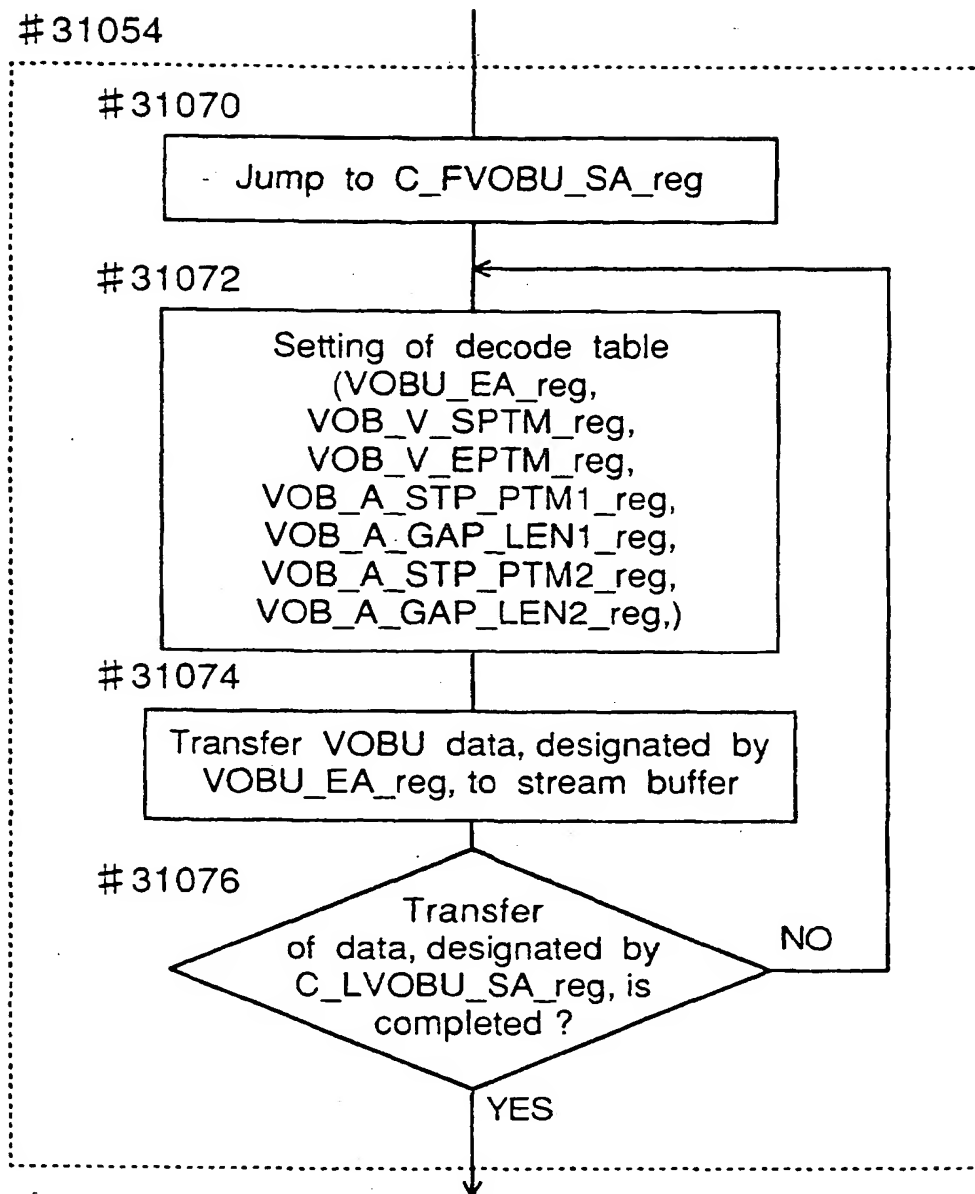 #31054
#31070
Jump to C_FVOBU_SA_reg
#31072
Setting of decode table
(VOBU_EA_reg,
VOB_V_SPTM_reg,
VOB_V_EPTM_reg,
VOB_A_STP_PTM1_reg,
VOB_A_GAP_LEN1_reg,
VOB_A_STP_PTM2_reg,
VOB_A_GAP_LEN2_reg,)
#31074
Transfer VOBU data, designated by
VOBU_EA_reg, to stream buffer
#31076
Transfer
of data, designated by
C_LVOBU_SA_reg, is
completed ?
NO
YES